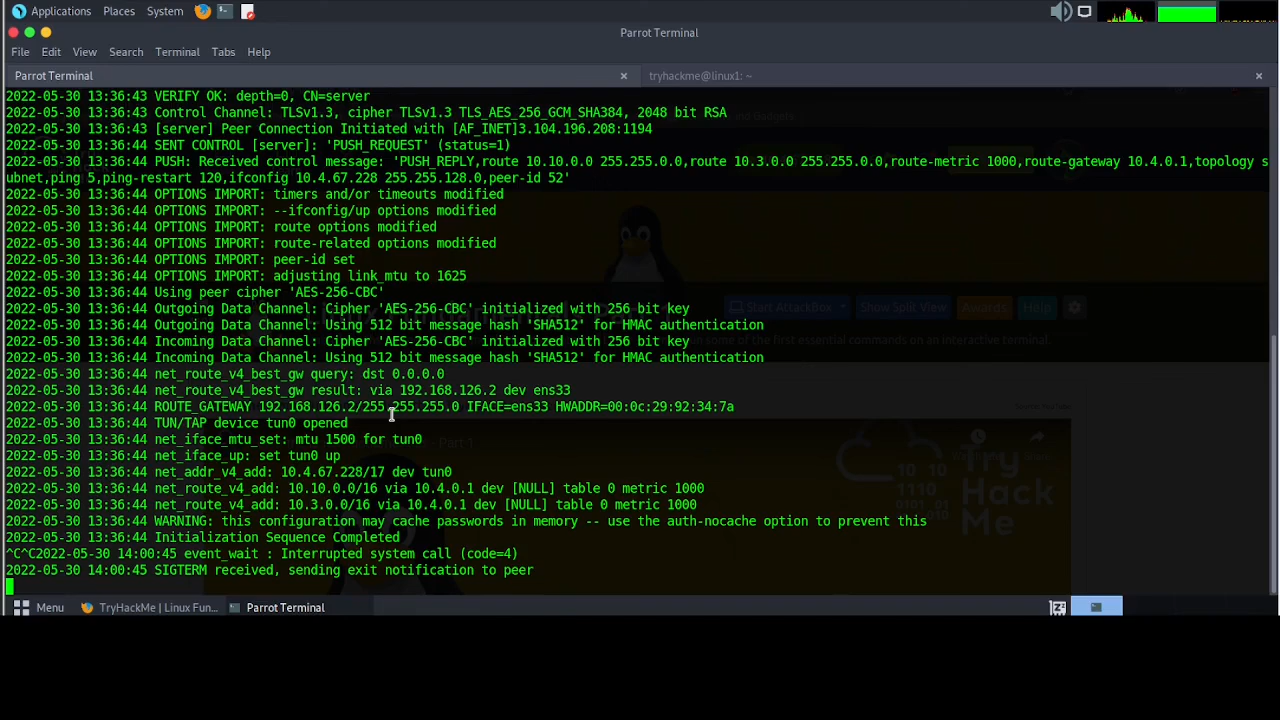 Applications Places System
Parrot Terminal
File Edit View Search Terminal Tabs Help
Parrot Terminal × tryhackme@linux1: ~ ×
2022-05-30 13:36:43 VERIFY OK: depth=0, CN=server
2022-05-30 13:36:43 Control Channel: TLSv1.3, cipher TLSv1.3 TLS_AES_256_GCM_SHA384, 2048 bit RSA
2022-05-30 13:36:43 [server] Peer Connection Initiated with [AF_INET]3.104.196.208:1194
2022-05-30 13:36:44 SENT CONTROL [server]: 'PUSH_REQUEST' (status=1)
2022-05-30 13:36:44 PUSH: Received control message: 'PUSH_REPLY,route 10.10.0.0 255.255.0.0,route 10.3.0.0 255.255.0.0,route-metric 1000,route-gateway 10.4.0.1,topology s
ubnet,ping 5,ping-restart 120,ifconfig 10.4.67.228 255.255.128.0,peer-id 52'
2022-05-30 13:36:44 OPTIONS IMPORT: timers and/or timeouts modified
2022-05-30 13:36:44 OPTIONS IMPORT: --ifconfig/up options modified
2022-05-30 13:36:44 OPTIONS IMPORT: route options modified
2022-05-30 13:36:44 OPTIONS IMPORT: route-related options modified
2022-05-30 13:36:44 OPTIONS IMPORT: peer-id set
2022-05-30 13:36:44 OPTIONS IMPORT: adjusting link_mtu to 1625
2022-05-30 13:36:44 Using peer cipher 'AES-256-CBC'
2022-05-30 13:36:44 Outgoing Data Channel: Cipher 'AES-256-CBC' initialized with 256 bit key
Start AttackBox Show Split View Awards Help
2022-05-30 13:36:44 Outgoing Data Channel: Using 512 bit message hash 'SHA512' for HMAC authentication
2022-05-30 13:36:44 Incoming Data Channel: Cipher 'AES-256-CBC' initialized with 256 bit key
some of the first essential commands on an interactive terminal.
2022-05-30 13:36:44 Incoming Data Channel: Using 512 bit message hash 'SHA512' for HMAC authentication
2022-05-30 13:36:44 net_route_v4_best_gw query: dst 0.0.0.0
2022-05-30 13:36:44 net_route_v4_best_gw result: via 192.168.126.2 dev ens33
2022-05-30 13:36:44 ROUTE_GATEWAY 192.168.126.2/255.255.255.0 IFACE=ens33 HWADDR=00:0c:29:92:34:7a
2022-05-30 13:36:44 TUN/TAP device tun0 opened
2022-05-30 13:36:44 net_iface_mtu_set: mtu 1500 for tun0
2022-05-30 13:36:44 net_iface_up: set tun0 up
2022-05-30 13:36:44 net_addr_v4_add: 10.4.67.228/17 dev tun0
2022-05-30 13:36:44 net_route_v4_add: 10.10.0.0/16 via 10.4.0.1 dev [NULL] table 0 metric 1000
2022-05-30 13:36:44 net_route_v4_add: 10.3.0.0/16 via 10.4.0.1 dev [NULL] table 0 metric 1000
2022-05-30 13:36:44 WARNING: this configuration may cache passwords in memory -- use the auth-nocache option to prevent this
2022-05-30 13:36:44 Initialization Sequence Completed
^C^C2022-05-30 14:00:45 event_wait : Interrupted system call (code=4)
2022-05-30 14:00:45 SIGTERM received, sending exit notification to peer
Try
Hack
Me
Menu TryHackMe | Linux Fun... Parrot Terminal